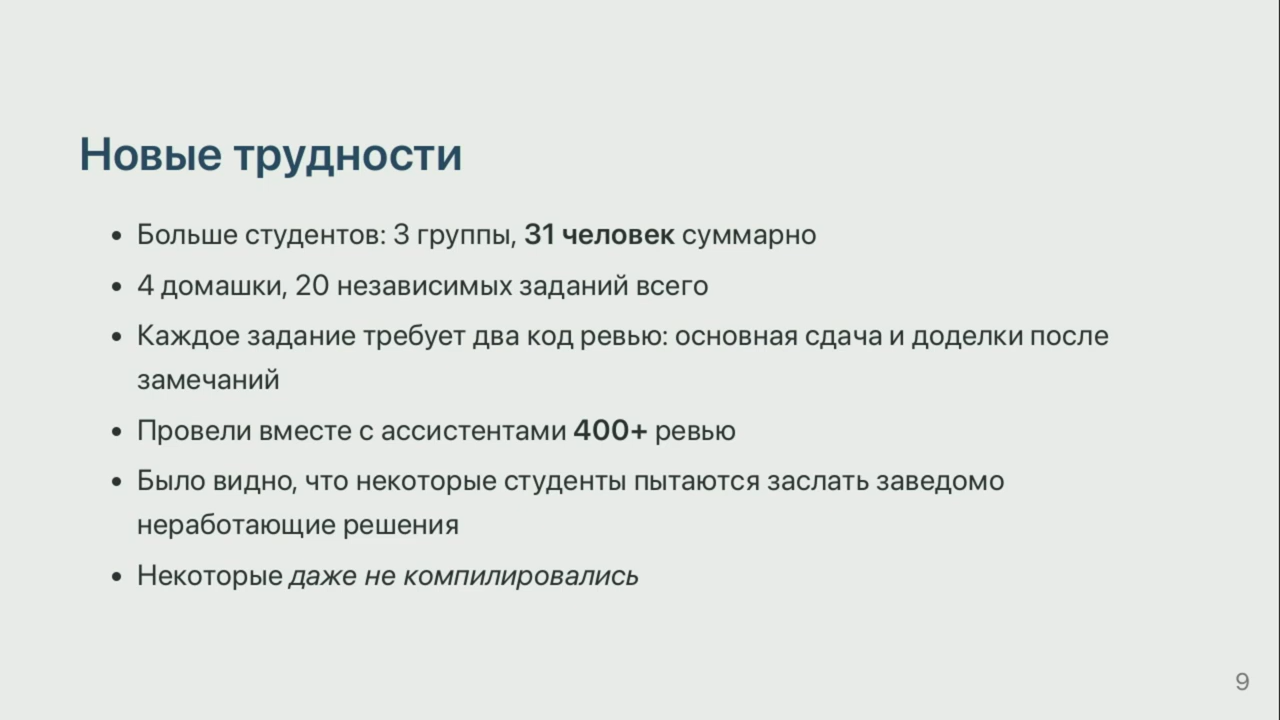 Новые трудности
• Больше студентов: 3 группы, 31 человек суммарно
• 4 домашки, 20 независимых заданий всего
• Каждое задание требует два код ревью: основная сдача и доделки после
замечаний
• Провели вместе с ассистентами 400+ ревью
• Было видно, что некоторые студенты пытаются заслать заведомо
неработающие решения
• Некоторые даже не компилировались
9